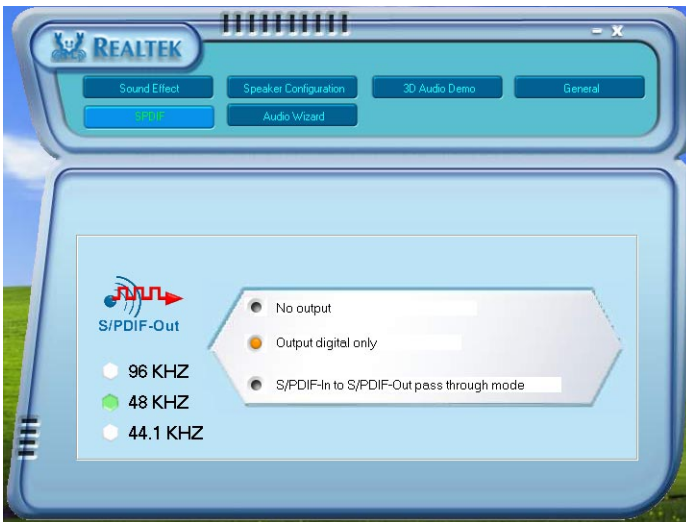 REALTEK
- X
Sound Effect
Speaker Configuration
3D Audio Demo
General
SPDIF
Audio Wizard
S/PDIF-Out
No output
Output digital only
S/PDIF-In to S/PDIF-Out pass through mode
96 KHZ
48 KHZ
44.1 KHZ